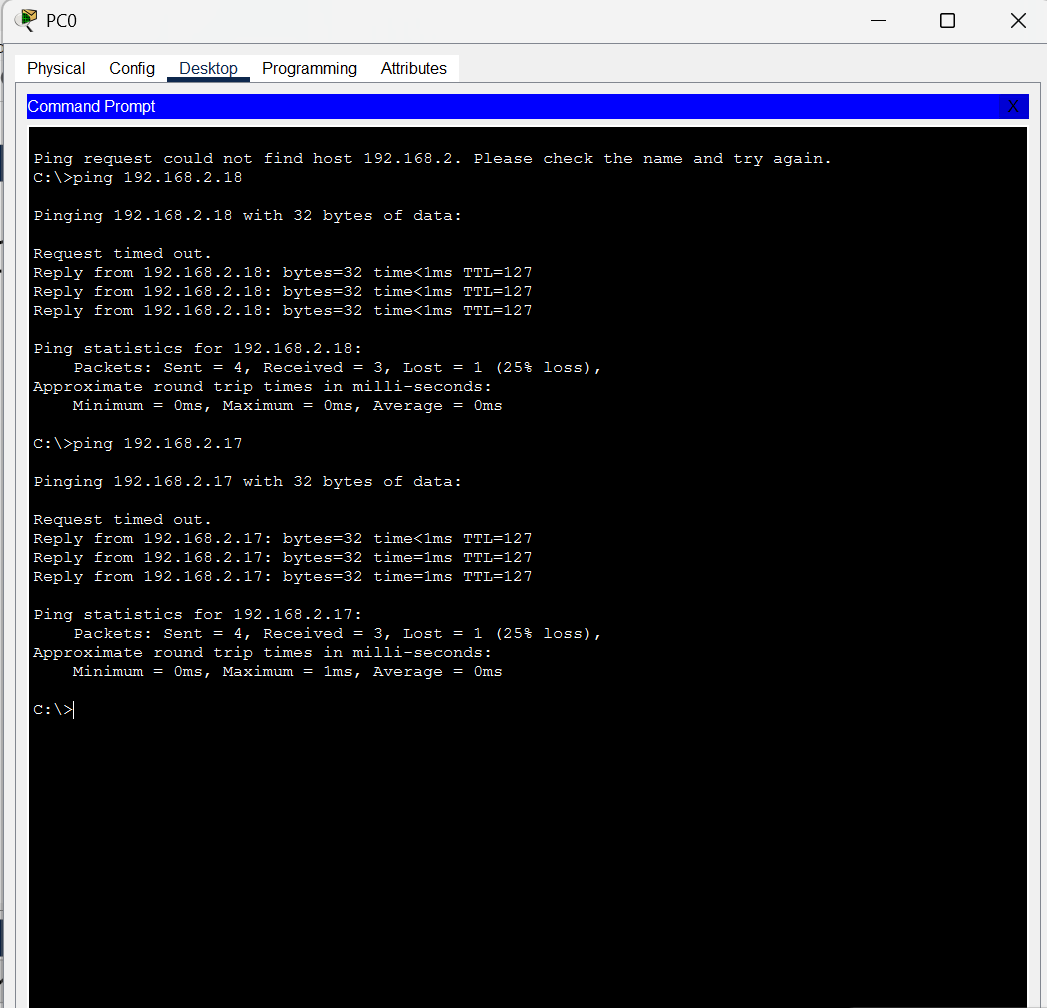 PC0
Physical Config Desktop Programming Attributes
Command Prompt X
Ping request could not find host 192.168.2. Please check the name and try again.
C:\>ping 192.168.2.18
Pinging 192.168.2.18 with 32 bytes of data:
Request timed out.
Reply from 192.168.2.18: bytes=32 time<1ms TTL=127
Reply from 192.168.2.18: bytes=32 time<1ms TTL=127
Reply from 192.168.2.18: bytes=32 time<1ms TTL=127
Ping statistics for 192.168.2.18:
    Packets: Sent = 4, Received = 3, Lost = 1 (25% loss),
Approximate round trip times in milli-seconds:
    Minimum = 0ms, Maximum = 0ms, Average = 0ms
C:\>ping 192.168.2.17
Pinging 192.168.2.17 with 32 bytes of data:
Request timed out.
Reply from 192.168.2.17: bytes=32 time<1ms TTL=127
Reply from 192.168.2.17: bytes=32 time=1ms TTL=127
Reply from 192.168.2.17: bytes=32 time=1ms TTL=127
Ping statistics for 192.168.2.17:
    Packets: Sent = 4, Received = 3, Lost = 1 (25% loss),
Approximate round trip times in milli-seconds:
    Minimum = 0ms, Maximum = 1ms, Average = 0ms
C:\>